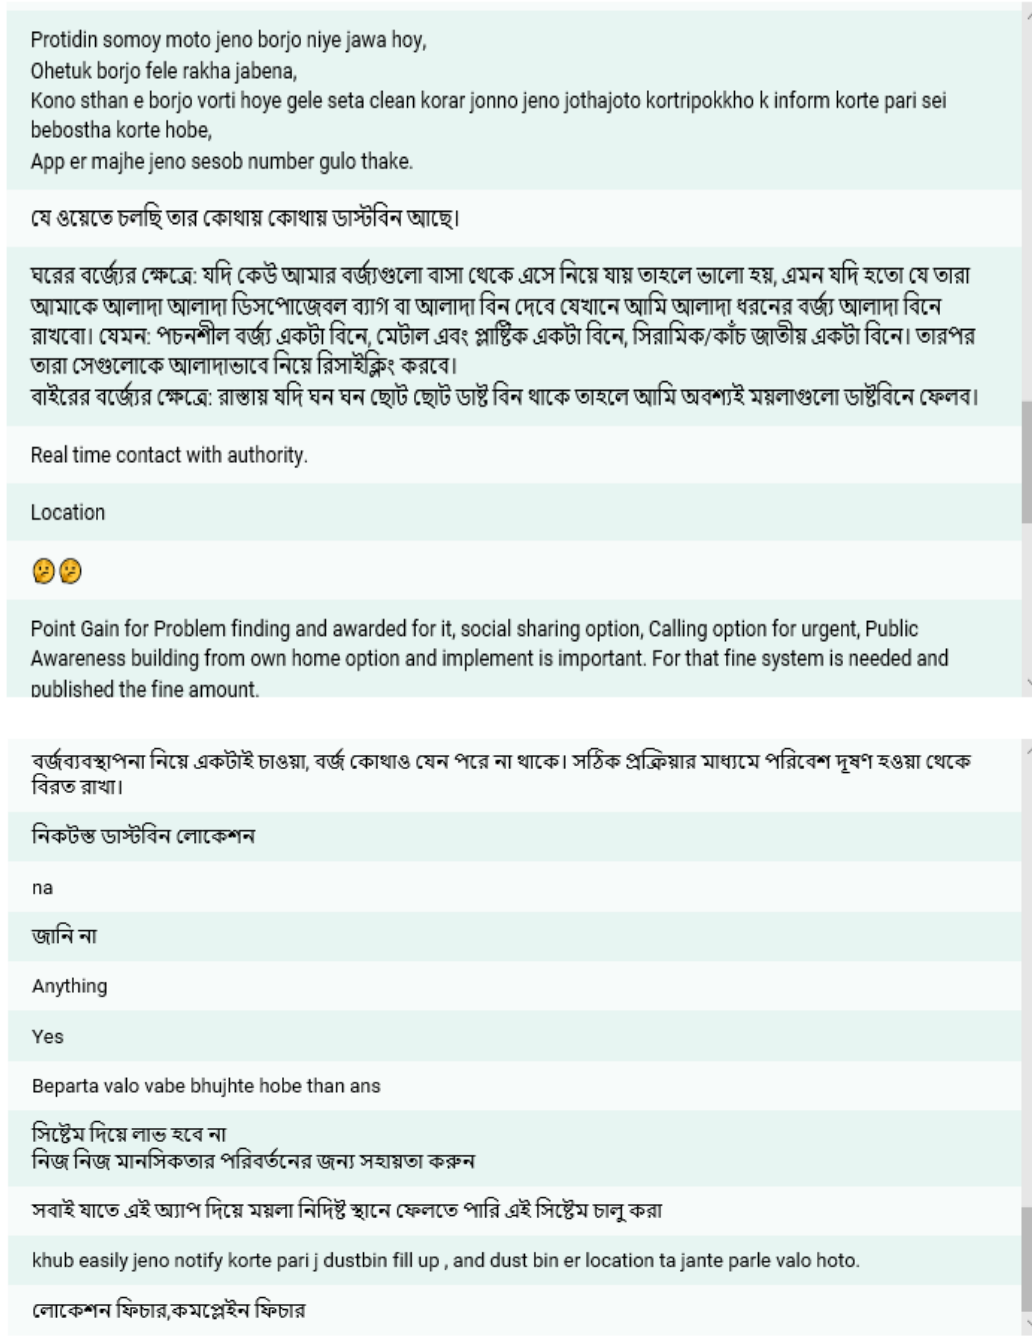 Protidin somoy moto jeno borjo niye jawa hoy,
Ohetuk borjo fele rakha jabena,
Kono sthan e borjo vorti hoye gele seta clean korar jonno jeno jothajoto kortripokkho k inform korte pari sei
bebostha korte hobe,
App er majhe jeno sesob number gulo thake.
যে ওয়েতে চলছি তার কোথায় কোথায় ডাস্টবিন আছে।
ঘরের বর্জ্যের ক্ষেত্রে: যদি কেউ আমার বর্জ্যগুলো বাসা থেকে এসে নিয়ে যায় তাহলে ভালো হয়, এমন যদি হতো যে তারা
আমাকে আলাদা আলাদা ডিসপোজেবল ব্যাগ বা আলাদা বিন দেবে যেখানে আমি আলাদা ধরনের বর্জ্য আলাদা বিনে
রাখবো। যেমন: পচনশীল বর্জ্য একটা বিনে, মেটাল এবং প্লাষ্টিক একটা বিনে, সিরামিক/কাঁচ জাতীয় একটা বিনে। তারপর
তারা সেগুলোকে আলাদাভাবে নিয়ে রিসাইক্লিং করবে।
বাইরের বর্জ্যের ক্ষেত্রে: রাস্তায় যদি ঘন ঘন ছোট ছোট ডাষ্ট বিন থাকে তাহলে আমি অবশ্যই ময়লাগুলো ডাষ্টবিনে ফেলব।
Real time contact with authority.
Location
🫤🫤
Point Gain for Problem finding and awarded for it, social sharing option, Calling option for urgent, Public
Awareness building from own home option and implement is important. For that fine system is needed and
published the fine amount.
বর্জব্যবস্থাপনা নিয়ে একটাই চাওয়া, বর্জ কোথাও যেন পরে না থাকে। সঠিক প্রক্রিয়ার মাধ্যমে পরিবেশ দূষণ হওয়া থেকে
বিরত রাখা।
নিকটস্ত ডাস্টবিন লোকেশন
na
জানি না
Anything
Yes
Beparta valo vabe bhujhte hobe than ans
সিষ্টেম দিয়ে লাভ হবে না
নিজ নিজ মানসিকতার পরিবর্তনের জন্য সহায়তা করুন
সবাই যাতে এই অ্যাপ দিয়ে ময়লা নিদিষ্ট স্থানে ফেলতে পারি এই সিষ্টেম চালু করা
khub easily jeno notify korte pari j dustbin fill up , and dust bin er location ta jante parle valo hoto.
লোকেশন ফিচার,কমপ্লেইন ফিচার